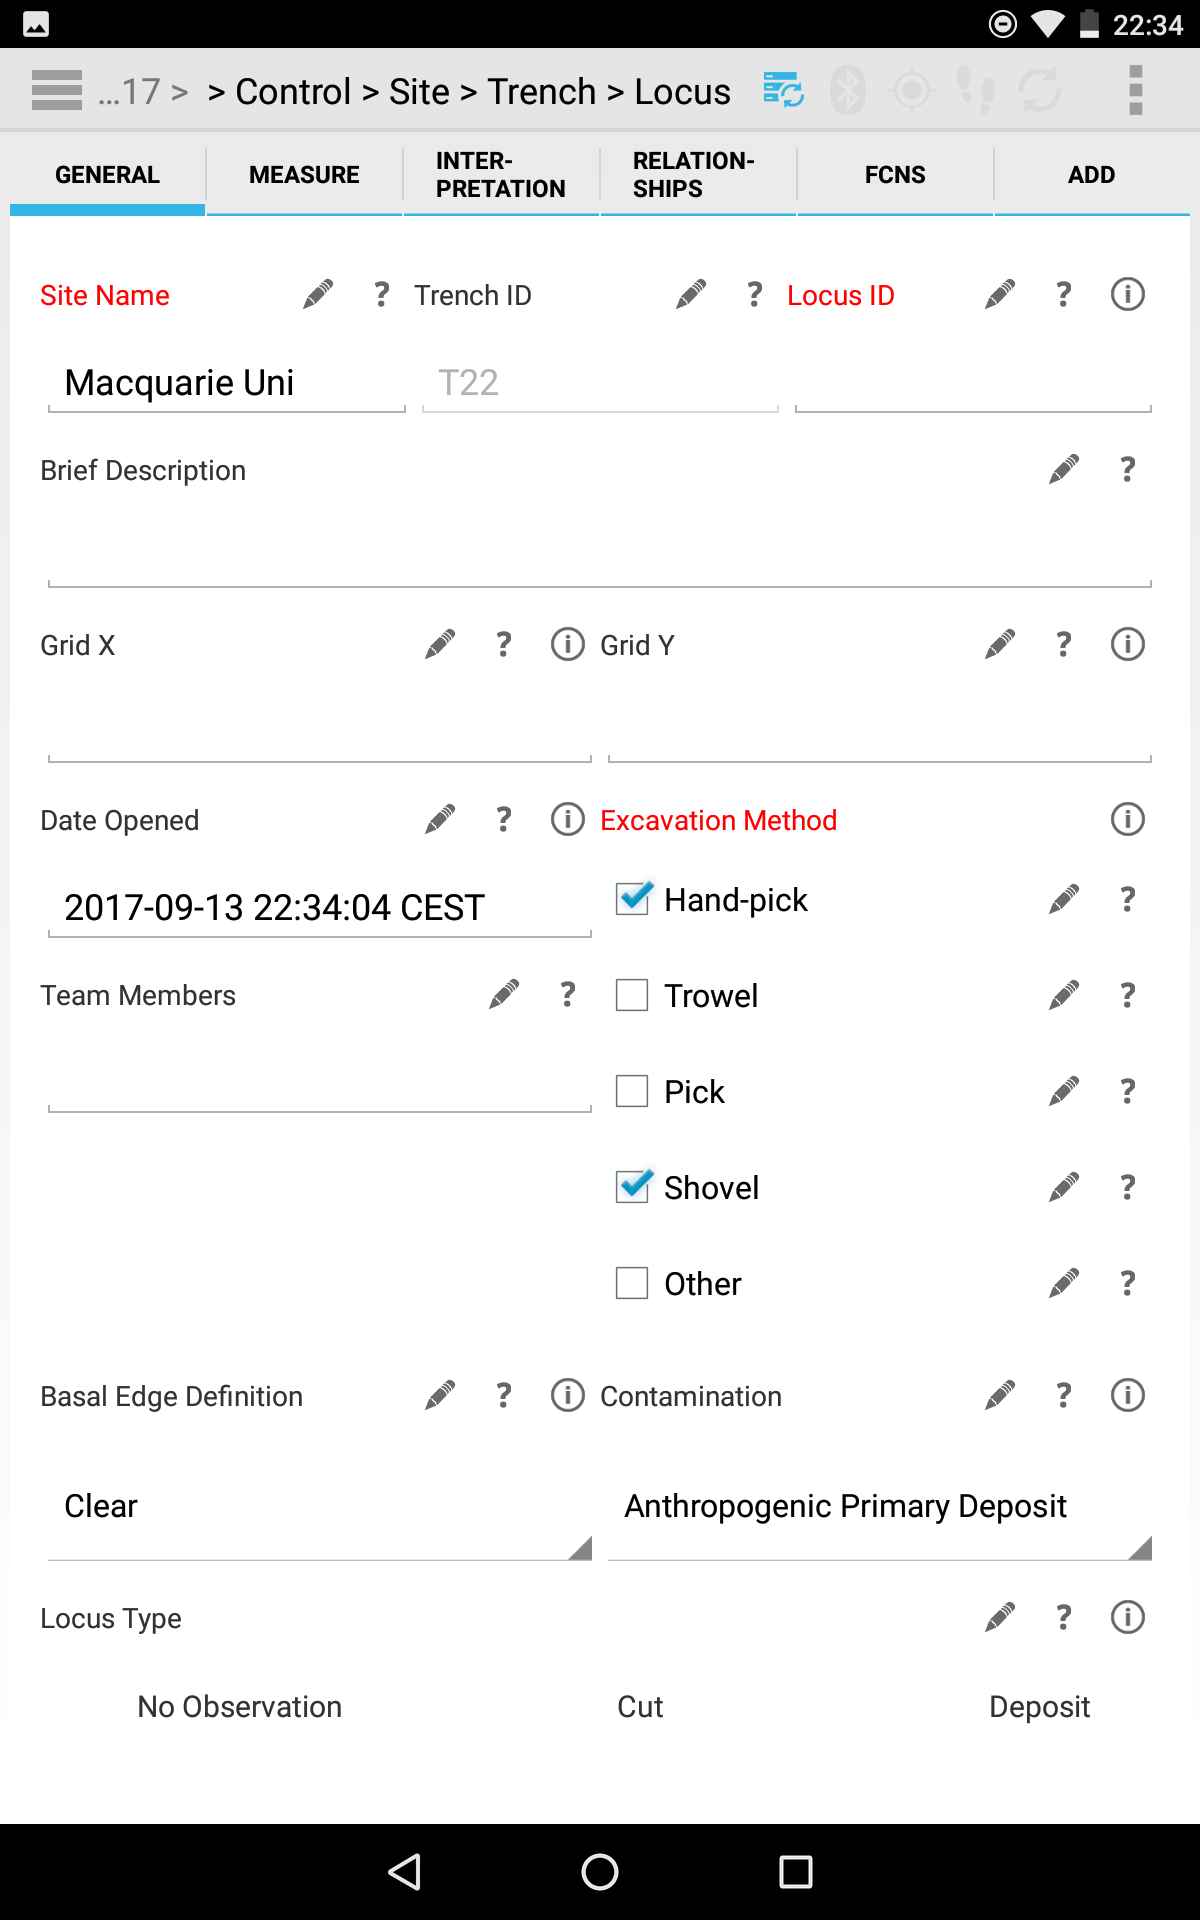 22:34
...17 > > Control > Site > Trench > Locus
GENERAL
MEASURE
INTER-
PRETATION
RELATION-
SHIPS
FCNS
ADD
Site Name ? Trench ID ? Locus ID ?
Macquarie Uni
T22
Brief Description ?
Grid X ? Grid Y ?
Date Opened ? Excavation Method
2017-09-13 22:34:04 CEST
Hand-pick ?
Team Members ?
Trowel ?
Pick ?
Shovel ?
Other ?
Basal Edge Definition ? Contamination ?
Clear
Anthropogenic Primary Deposit
Locus Type ?
No Observation
Cut
Deposit